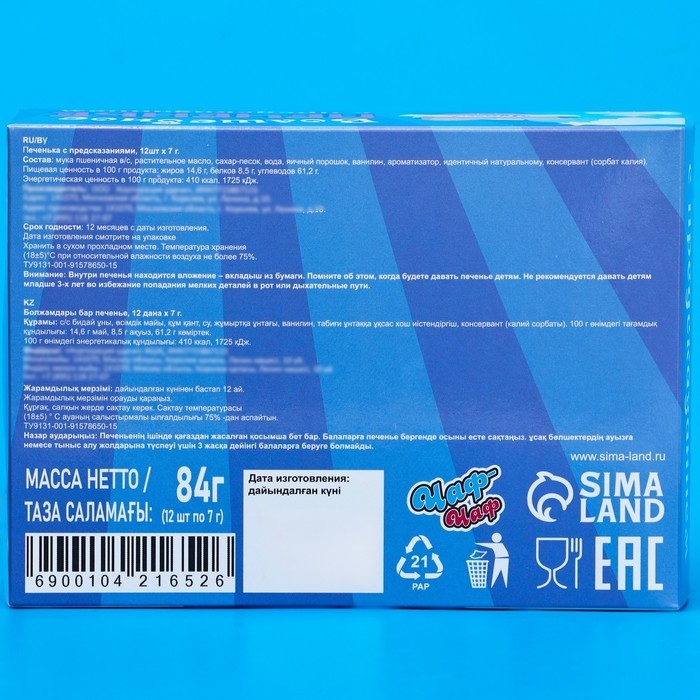 RU/BY
Печенька с предсказаниями, 12шт х 7 г.
Состав: мука пшеничная в/с, растительное масло, сахар-песок, вода, яичный порошок, ванилин, ароматизатор, идентичный натуральному, консервант (сорбат калия).
Пищевая ценность в 100 г продукта: жиров 14,6 г, белков 8,5 г, углеводов 61,2 г.
Энергетическая ценность в 100 г продукта: 410 ккал, 1725 кДж.
Срок годности: 12 месяцев с даты изготовления.
Дата изготовления смотрите на упаковке
Хранить в сухом прохладном месте. Температура хранения
(18±5)°С при относительной влажности воздуха не более 75%.
ТУ9131-001-91578650-15
Внимание: Внутри печенья находится вложение – вкладыш из бумаги. Помните об этом, когда будете давать печенье детям. Не рекомендуется давать детям
младше 3-х лет во избежание попадания мелких деталей в рот или дыхательные пути.
KZ
Болжамдары бар печенье, 12 дана х 7 г.
Құрамы: с/с бидай ұны, өсімдік майы, құм қант, су, жұмыртқа ұнтағы, ванилин, табиғи ұнтаққа ұқсас хош иістендіргіш, консервант (калий сорбаты). 100 г өнімдегі тағамдық
құндылығы: 14,6 г май, 8,5 г ақуыз, 61,2 г көміртек.
100 г өнімдегі энергетикалық құндылығы: 410 ккал, 1725 кДж.
Жарамдылық мерзімі: дайындалған күнінен бастап 12 ай.
Жарамдылық мерзімін орауды қараңыз.
Құрғақ, салқын жерде сақтау керек. Сақтау температурасы
(18±5) ° С ауаның салыстырмалы ылғалдылығы 75% -дан аспайтын.
ТУ9131-001-91578650-15
Назар аударыңыз: Печеньенің ішінде қағаздан жасалған қосымша бет бар. Балаларға печенье бергенде осыны есте сақтаңыз. ұсақ бөлшектердің ауызға
немесе тыныс алу жолдарына түспеуі үшін 3 жасқа дейінгі балаларға беруге болмайды.
www.sima-land.ru
МАССА НЕТТО /
ТАЗА САЛАМАҒЫ:
84г
(12 шт по 7 г)
Дата изготовления:
дайындалған күні
Цаф-
Цаф
SIMA
LAND
21
PAP
EAC
6900104 216526